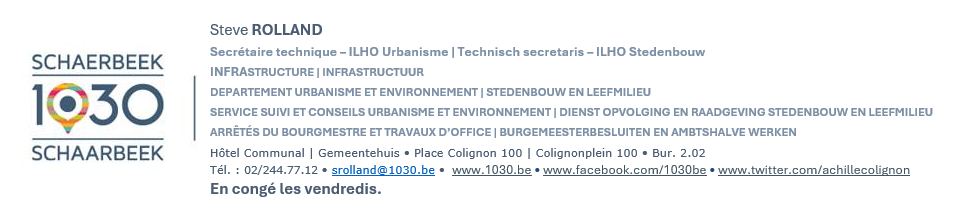 SCHAERBEEK
1030
SCHAARBEEK
Steve ROLLAND
Secrétaire technique – ILHO Urbanisme | Technisch secretaris – ILHO Stedenbouw
INFRASTRUCTURE | INFRASTRUCTUUR
DEPARTEMENT URBANISME ET ENVIRONNEMENT | STEDENBOUW EN LEEFMILIEU
SERVICE SUIVI ET CONSEILS URBANISME ET ENVIRONNEMENT | DIENST OPVOLGING EN RAADGEVING STEDENBOUW EN LEEFMILIEU
ARRÊTÉS DU BOURGMESTRE ET TRAVAUX D’OFFICE | BURGEMEESTERBESLUITEN EN AMBTSHALVE WERKEN
Hôtel Communal | Gemeentehuis • Place Colignon 100 | Colignonplein 100 • Bur. 2.02
Tél. : 02/244.77.12 • srolland@1030.be • www.1030.be • www.facebook.com/1030be • www.twitter.com/achillecolignon
En congé les vendredis.